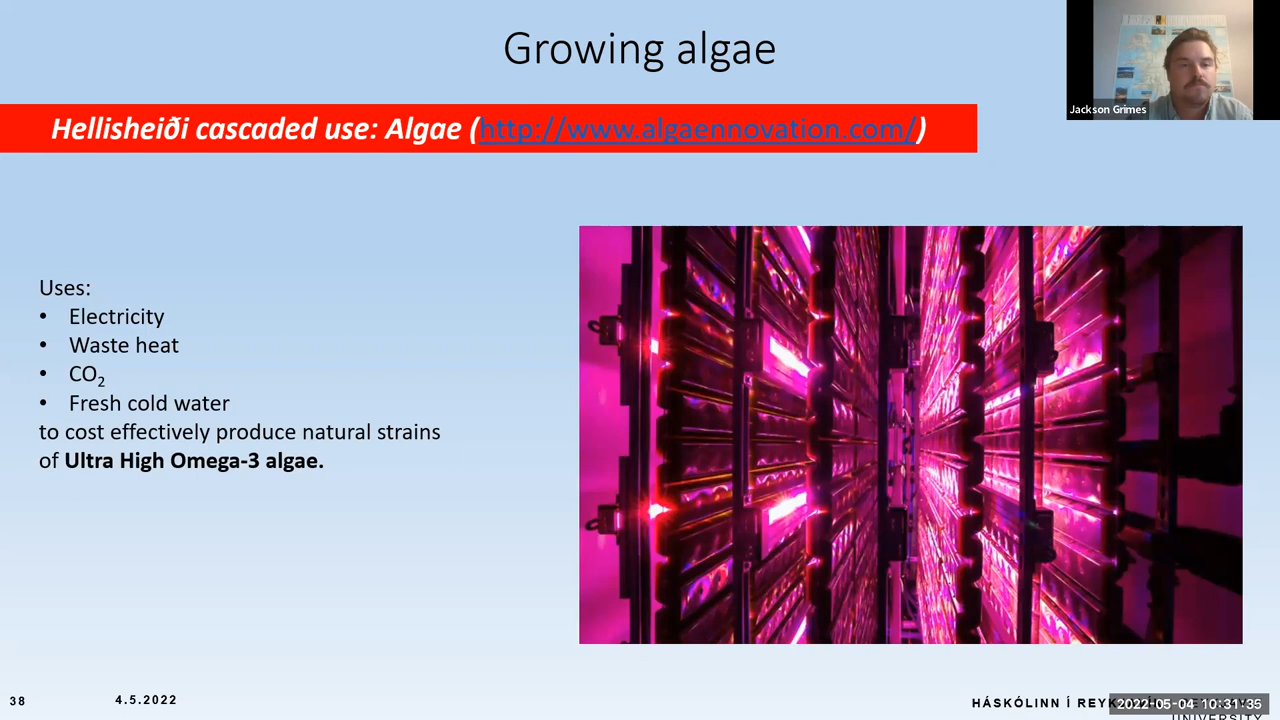 Growing algae
Jackson Grimes
Hellisheiði cascaded use: Algae (http://www.algaennovation.com/)
Uses:
• Electricity
• Waste heat
• CO2
• Fresh cold water
to cost effectively produce natural strains
of Ultra High Omega-3 algae.
38
4.5.2022
HÁSKÓLINN Í
2022-05-04 10:31:35
UNIVERSITY